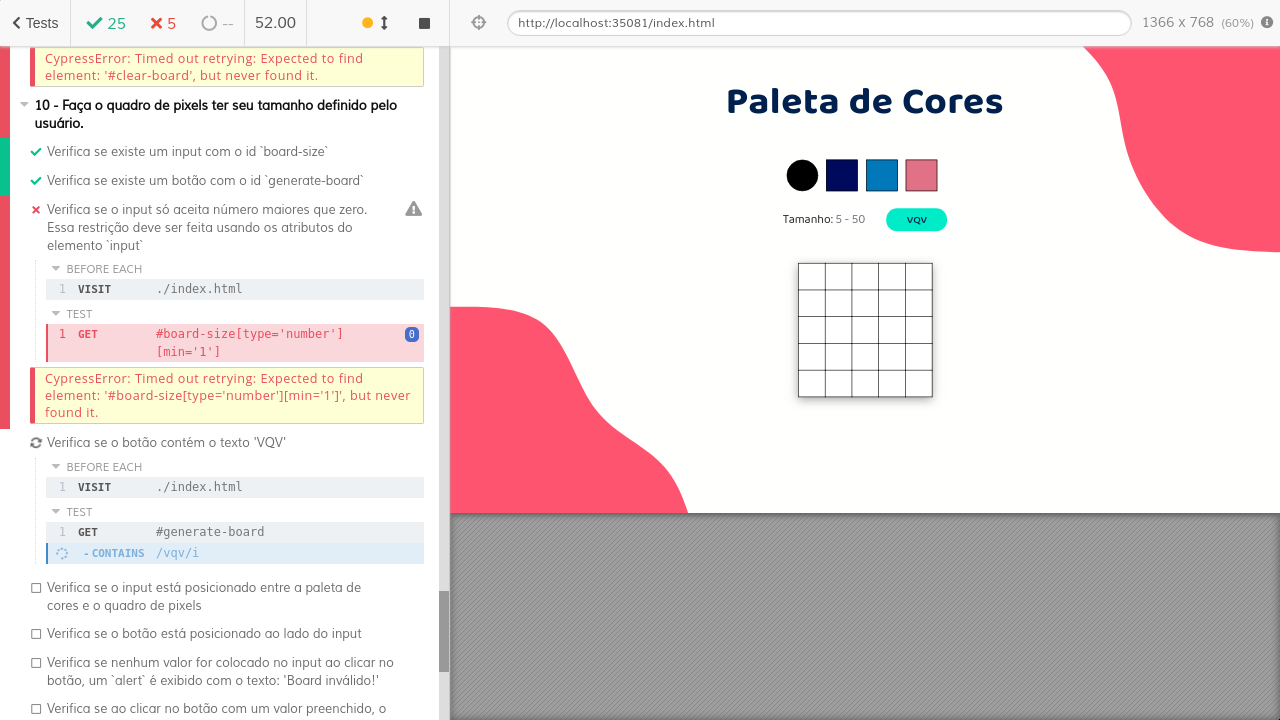 Tests
25
5
--
52.00
http://localhost:35081/index.html
1366 x 768 (60%)
CypressError: Timed out retrying: Expected to find
element: '#clear-board', but never found it.
10 - Faça o quadro de pixels ter seu tamanho definido pelo
usuário.
Verifica se existe um input com o id `board-size`
Verifica se existe um botão com o id `generate-board`
Verifica se o input só aceita número maiores que zero.
Essa restrição deve ser feita usando os atributos do
elemento `input`
BEFORE EACH
1 VISIT ./index.html
TEST
1 GET #board-size[type='number'] 0
[min='1']
CypressError: Timed out retrying: Expected to find
element: '#board-size[type='number'][min='1']', but never
found it.
Verifica se o botão contém o texto 'VQV'
BEFORE EACH
1 VISIT ./index.html
TEST
1 GET #generate-board
-CONTAINS /vqv/i
Verifica se o input está posicionado entre a paleta de
cores e o quadro de pixels
Verifica se o botão está posicionado ao lado do input
Verifica se nenhum valor for colocado no input ao clicar no
botão, um `alert` é exibido com o texto: 'Board inválido!'
Verifica se ao clicar no botão com um valor preenchido, o
Paleta de Cores
Tamanho: 5 - 50
VQV